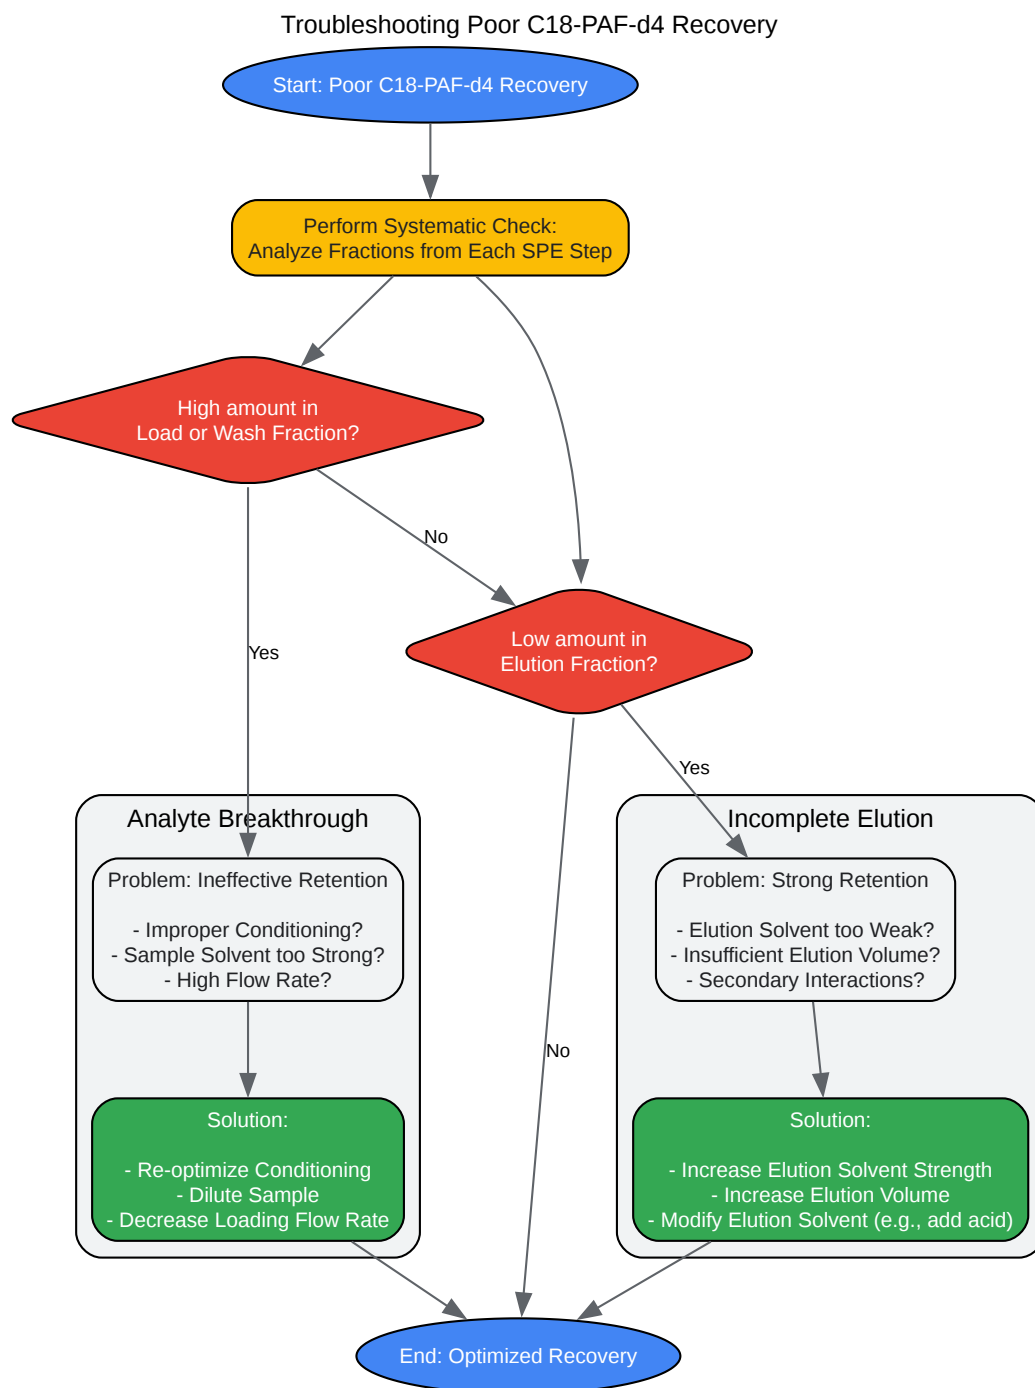 Troubleshooting Poor C18-PAF-d4 Recovery
Start: Poor C18-PAF-d4 Recovery
Perform Systematic Check:
Analyze Fractions from Each SPE Step
High amount in
Load or Wash Fraction?
No
Low amount in
Elution Fraction?
Yes
Yes
Analyte Breakthrough
Problem: Ineffective Retention
- Improper Conditioning?
- Sample Solvent too Strong?
- High Flow Rate?
Incomplete Elution
Problem: Strong Retention
- Elution Solvent too Weak?
- Insufficient Elution Volume?
- Secondary Interactions?
No
Solution:
- Re-optimize Conditioning
- Dilute Sample
- Decrease Loading Flow Rate
Solution:
- Increase Elution Solvent Strength
- Increase Elution Volume
- Modify Elution Solvent (e.g., add acid)
End: Optimized Recovery